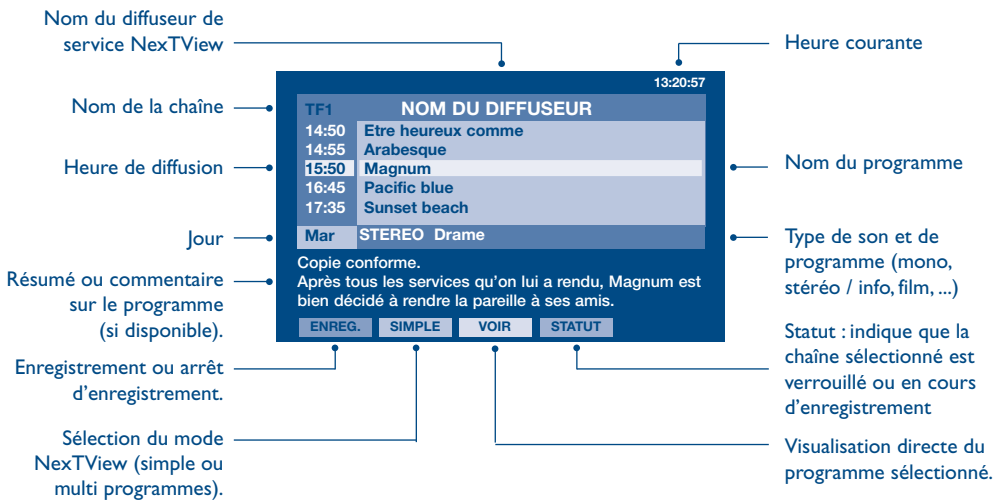 Nom du diffuseur de
service NexTView
Heure courante
13:20:57
Nom de la chaîne
TF1 NOM DU DIFFUSEUR
14:50 Etre heureux comme
14:55 Arabesque
Heure de diffusion
15:50 Magnum
Nom du programme
16:45 Pacific blue
17:35 Sunset beach
Jour
Mar STEREO Drame
Type de son et de
programme (mono,
stéréo / info, film, ...)
Résumé ou commentaire
sur le programme
(si disponible).
Copie conforme.
Après tous les services qu'on lui a rendu, Magnum est
bien décidé à rendre la pareille à ses amis.
ENREG. SIMPLE VOIR STATUT
Statut : indique que la
chaîne sélectionné est
verrouillé ou en cours
d'enregistrement
Enregistrement ou arrêt
d'enregistrement.
Sélection du mode
NexTView (simple ou
multi programmes).
Visualisation directe du
programme sélectionné.